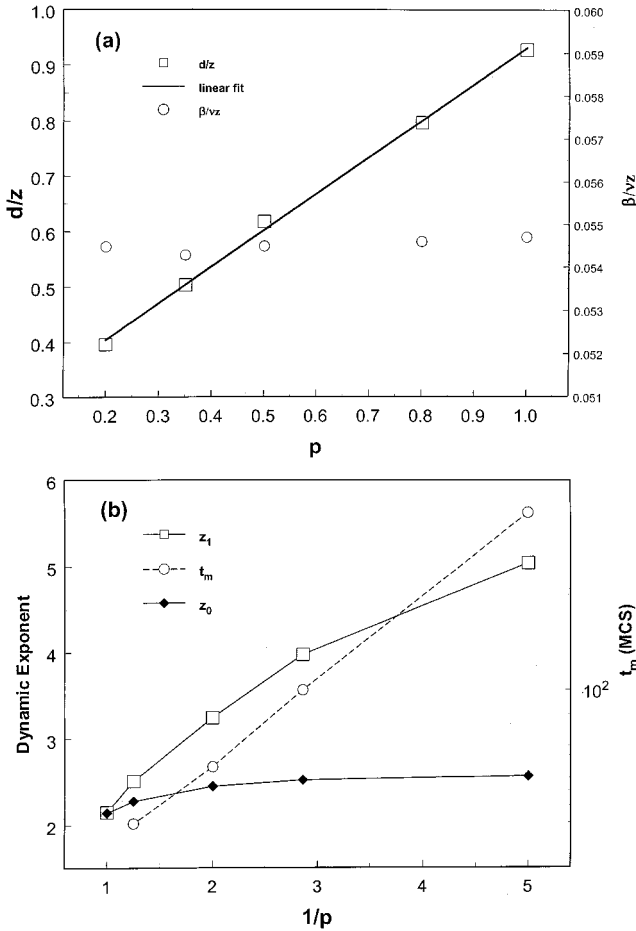 (a)
d/z
linear fit
β/νz
1.0
0.9
0.8
0.7
0.6
0.5
0.4
0.3
d/z
0.060
0.059
0.058
0.057
0.056
0.055
0.054
0.053
0.052
0.051
β/νz
0.2 0.3 0.4 0.5 0.6 0.7 0.8 0.9 1.0
p
(b)
z₁
tₘ
z₀
6
5
4
3
2
Dynamic Exponent
10²
tₘ (MCS)
1 2 3 4 5
1/p